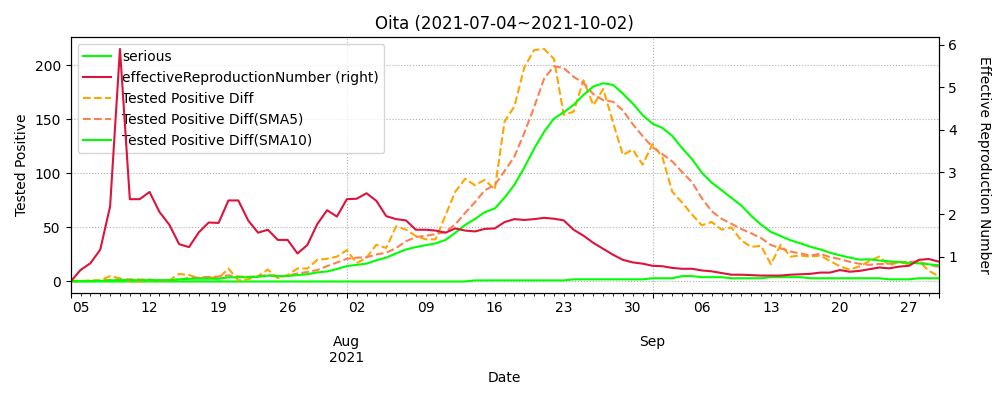 Oita (2021-07-04~2021-10-02)
serious
effectiveReproductionNumber (right)
Tested Positive Diff
Tested Positive Diff(SMA5)
Tested Positive Diff(SMA10)
Tested Positive
200
150
100
50
0
6
5
4
3
2
1
Effective Reproduction Number
05 12 19 26 02 09 16 23 30 06 13 20 27
Aug Sep
2021
Date